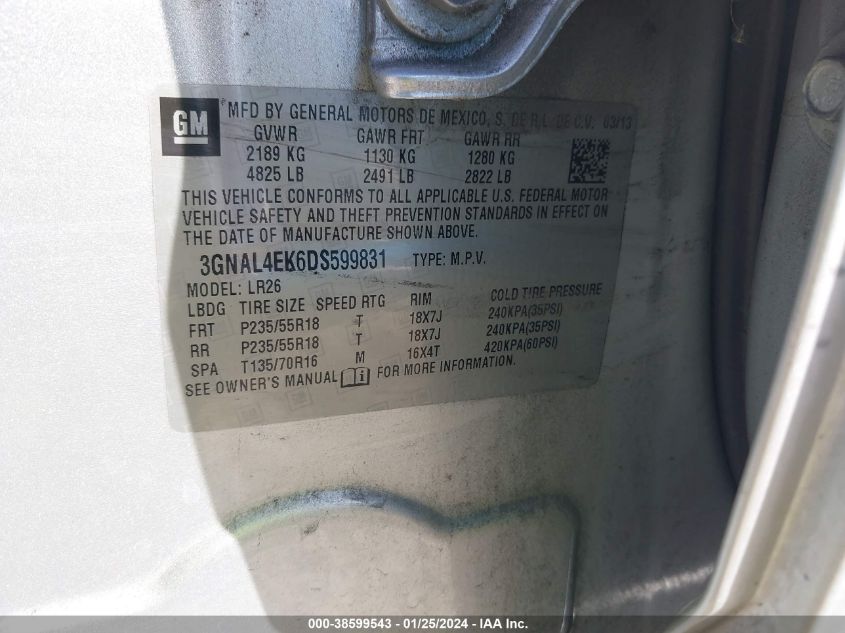 GM MFD BY GENERAL MOTORS DE MEXICO, S. DE R.L. DE C.V. 03/13
GVWR GAWR FRT GAWR RR
2189 KG 1130 KG 1280 KG
4825 LB 2491 LB 2822 LB
THIS VEHICLE CONFORMS TO ALL APPLICABLE U.S. FEDERAL MOTOR
VEHICLE SAFETY AND THEFT PREVENTION STANDARDS IN EFFECT ON
THE DATE OF MANUFACTURE SHOWN ABOVE.
3GNAL4EK6DS599831 TYPE: M.P.V.
MODEL: LR26
LBDG TIRE SIZE SPEED RTG RIM COLD TIRE PRESSURE
FRT P235/55R18 T 18X7J 240KPA(35PSI)
RR P235/55R18 T 18X7J 240KPA(35PSI)
SPA T135/70R16 M 16X4T 420KPA(60PSI)
SEE OWNER'S MANUAL FOR MORE INFORMATION.
000-38599543 - 01/25/2024 - IAA Inc.